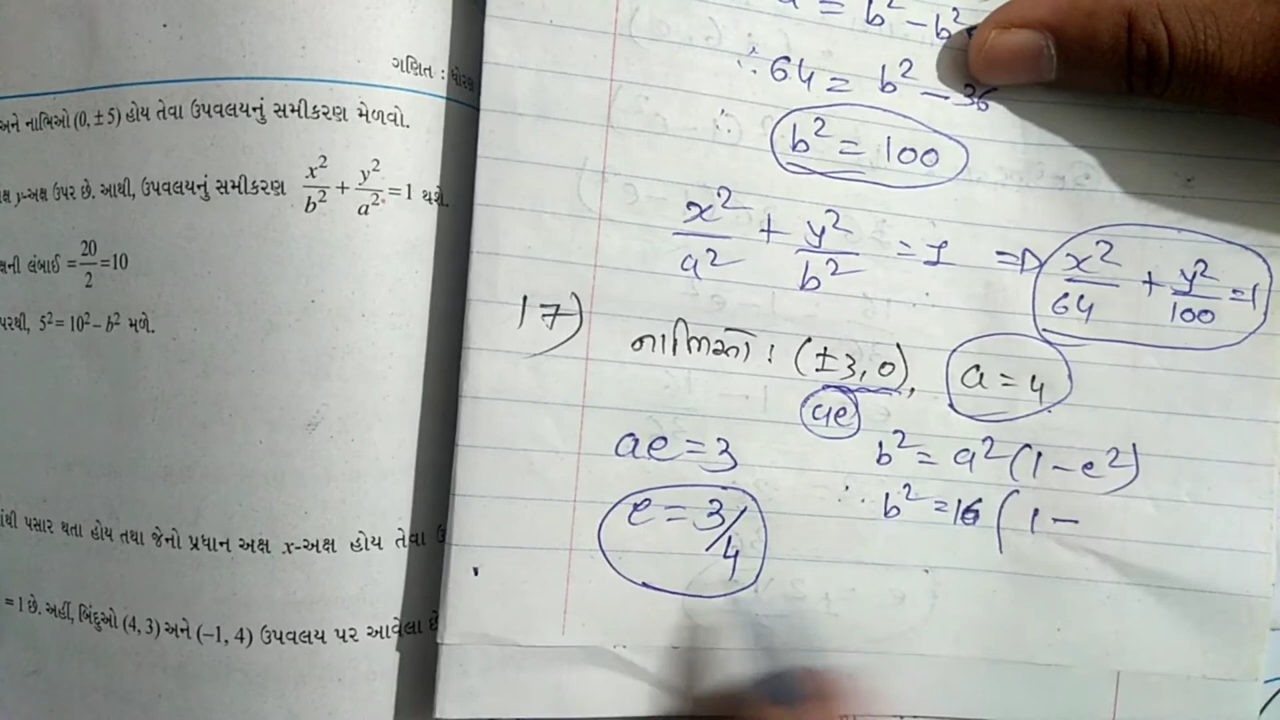 ગણિત : ધોરણ
અને નાભિઓ (0, ± 5) હોય તેવા ઉપવલયનું સમીકરણ મેળવો.
y-અક્ષ ઉપર છે. આથી, ઉપવલયનું સમીકરણ x²/b² + y²/a² = 1 થશે.
લંબાઈ = 20/2 = 10
પરથી, 5² = 10² – b² મળે.
પસાર થતા હોય તથા જેનો પ્રધાન અક્ષ x-અક્ષ હોય તેવા
= 1 છે. અહીં, બિંદુઓ (4, 3) અને (–1, 4) ઉપવલય પર આવેલા છે
= b² – b²
∴ 64 = b² – 36
∴ b² = 100
x²/a² + y²/b² = 1 ⇒ x²/64 + y²/100 = 1
17) નાભિઓ : (±3, 0), a = 4
ae
ae = 3 b² = a² (1 – e²)
e = 3/4 ∴ b² = 16 ( 1 –